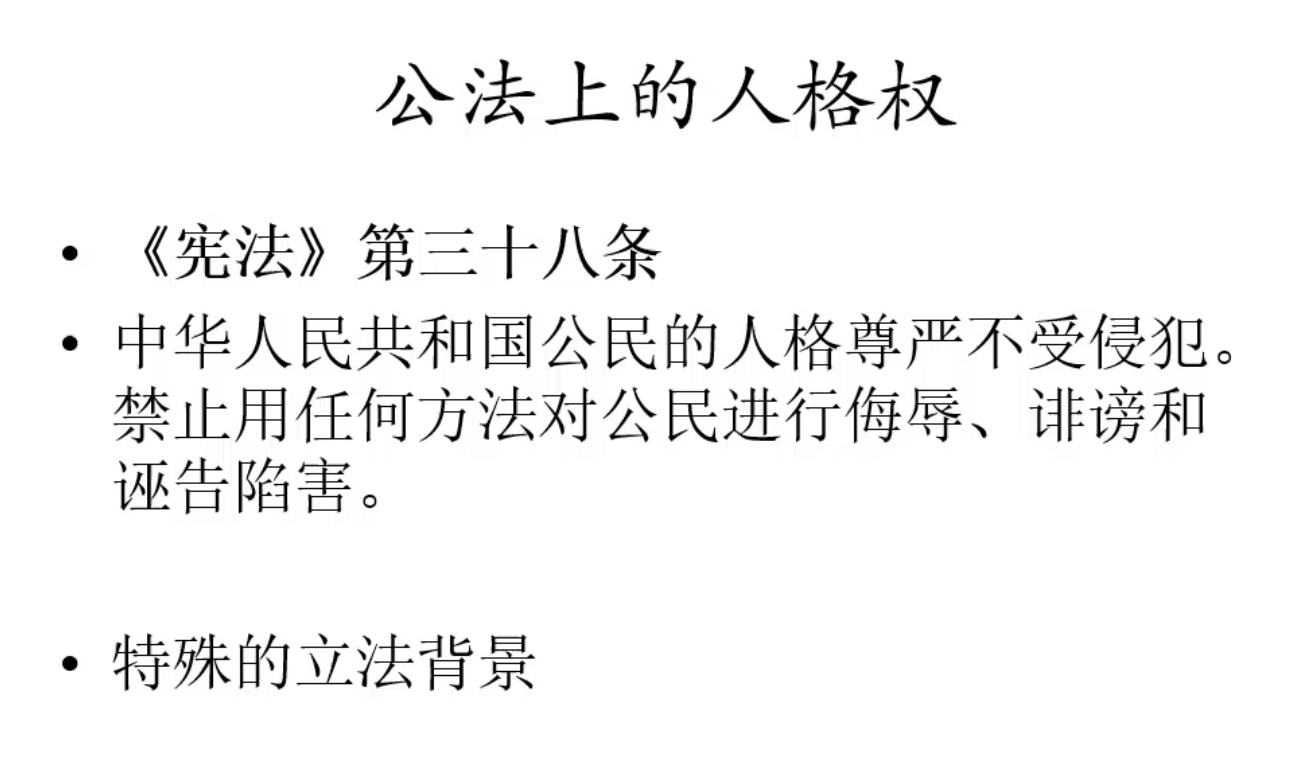 公法上的人格权
• 《宪法》第三十八条
• 中华人民共和国公民的人格尊严不受侵犯。
禁止用任何方法对公民进行侮辱、诽谤和
诬告陷害。
• 特殊的立法背景